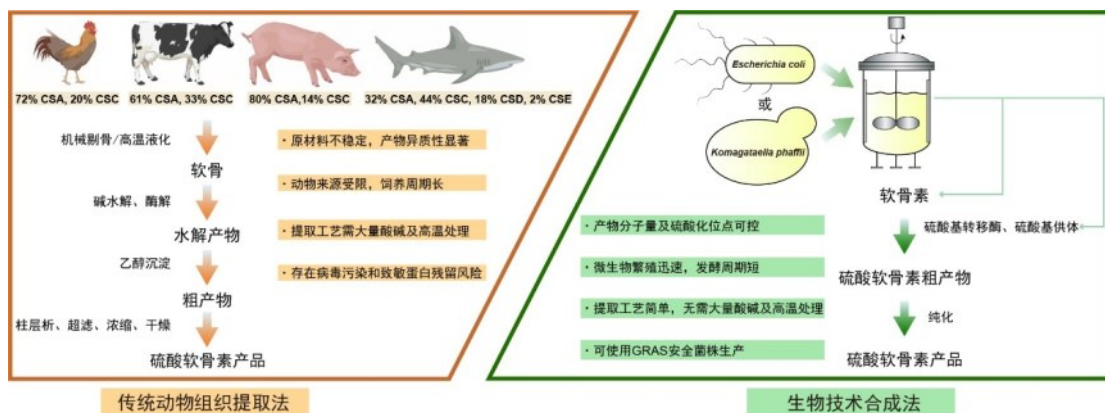 72% CSA, 20% CSC
61% CSA, 33% CSC
80% CSA,14% CSC
32% CSA, 44% CSC, 18% CSD, 2% CSE
机械剔骨/高温液化
软骨
碱水解、酶解
水解产物
乙醇沉淀
粗产物
柱层析、超滤、浓缩、干燥
硫酸软骨素产品
·原材料不稳定，产物异质性显著
·动物来源受限，饲养周期长
·提取工艺需大量酸碱及高温处理
·存在病毒污染和致敏蛋白残留风险
传统动物组织提取法
Escherichia coli
或
Komagataella phaffii
软骨素
硫酸基转移酶、硫酸基供体
硫酸软骨素粗产物
纯化
硫酸软骨素产品
·产物分子量及硫酸化位点可控
·微生物繁殖迅速，发酵周期短
·提取工艺简单，无需大量酸碱及高温处理
·可使用GRAS安全菌株生产
生物技术合成法